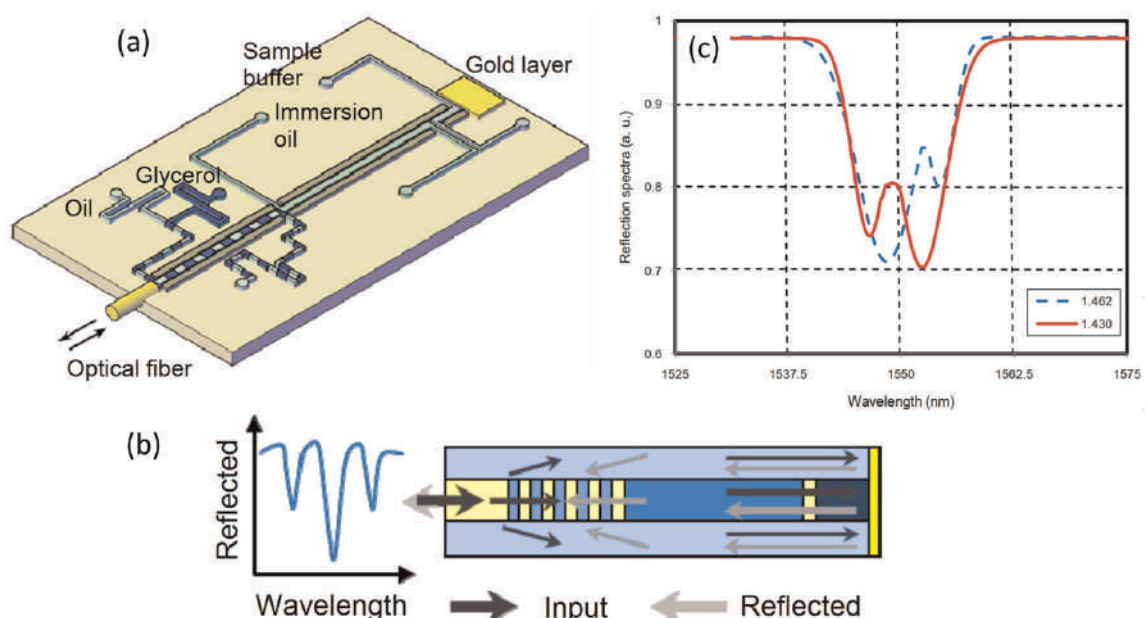 (a)
Sample
buffer
Gold layer
Immersion
oil
Glycerol
Oil
Optical fiber
(c)
1
0.9
0.8
0.7
0.6
Reflection spectra (a. u.)
1525
1537.5
1550
1562.5
1575
Wavelength (nm)
1.462
1.430
(b)
Reflected
Wavelength
Input
Reflected